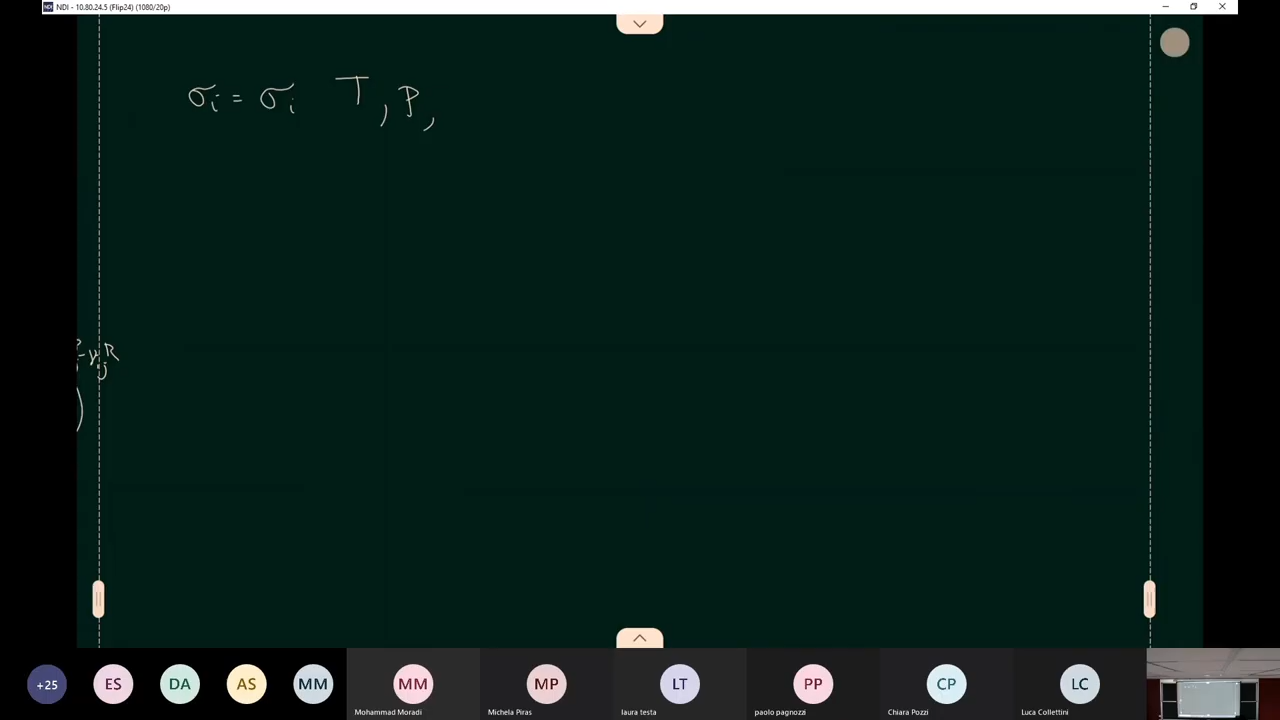 NDI - 10.80.24.5 (Flip24) (1080/20p)
σᵢ = σᵢ T, P,
+25 ES DA AS MM MM MP LT PP CP LC
Mohammad Moradi Michela Piras laura testa paolo pagnozzi Chiara Pozzi Luca Collettini